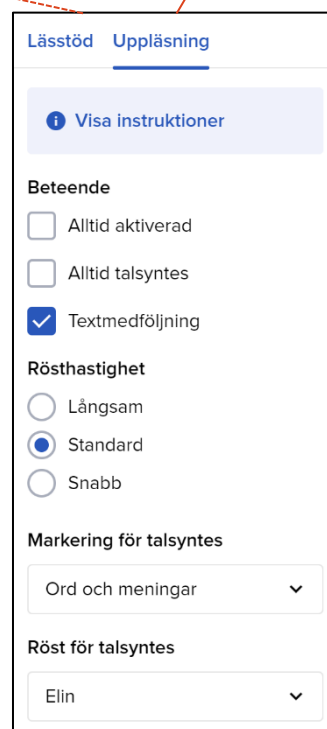 Lässtöd Uppläsning
Visa instruktioner
Beteende
Alltid aktiverad
Alltid talsyntes
Textmedföljning
Rösthastighet
Långsam
Standard
Snabb
Markering för talsyntes
Ord och meningar
Röst för talsyntes
Elin